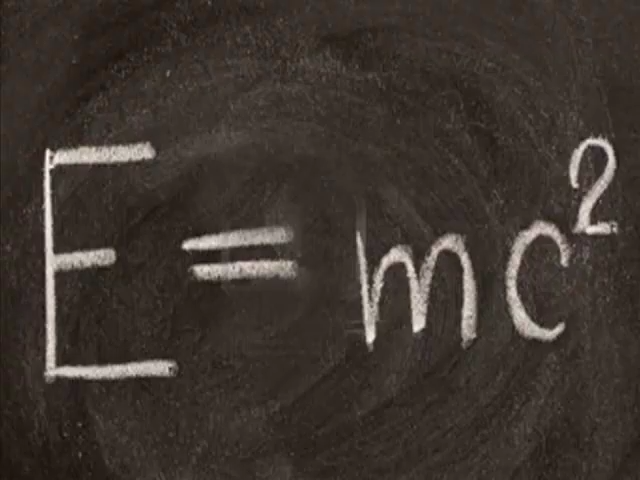 E = mc²